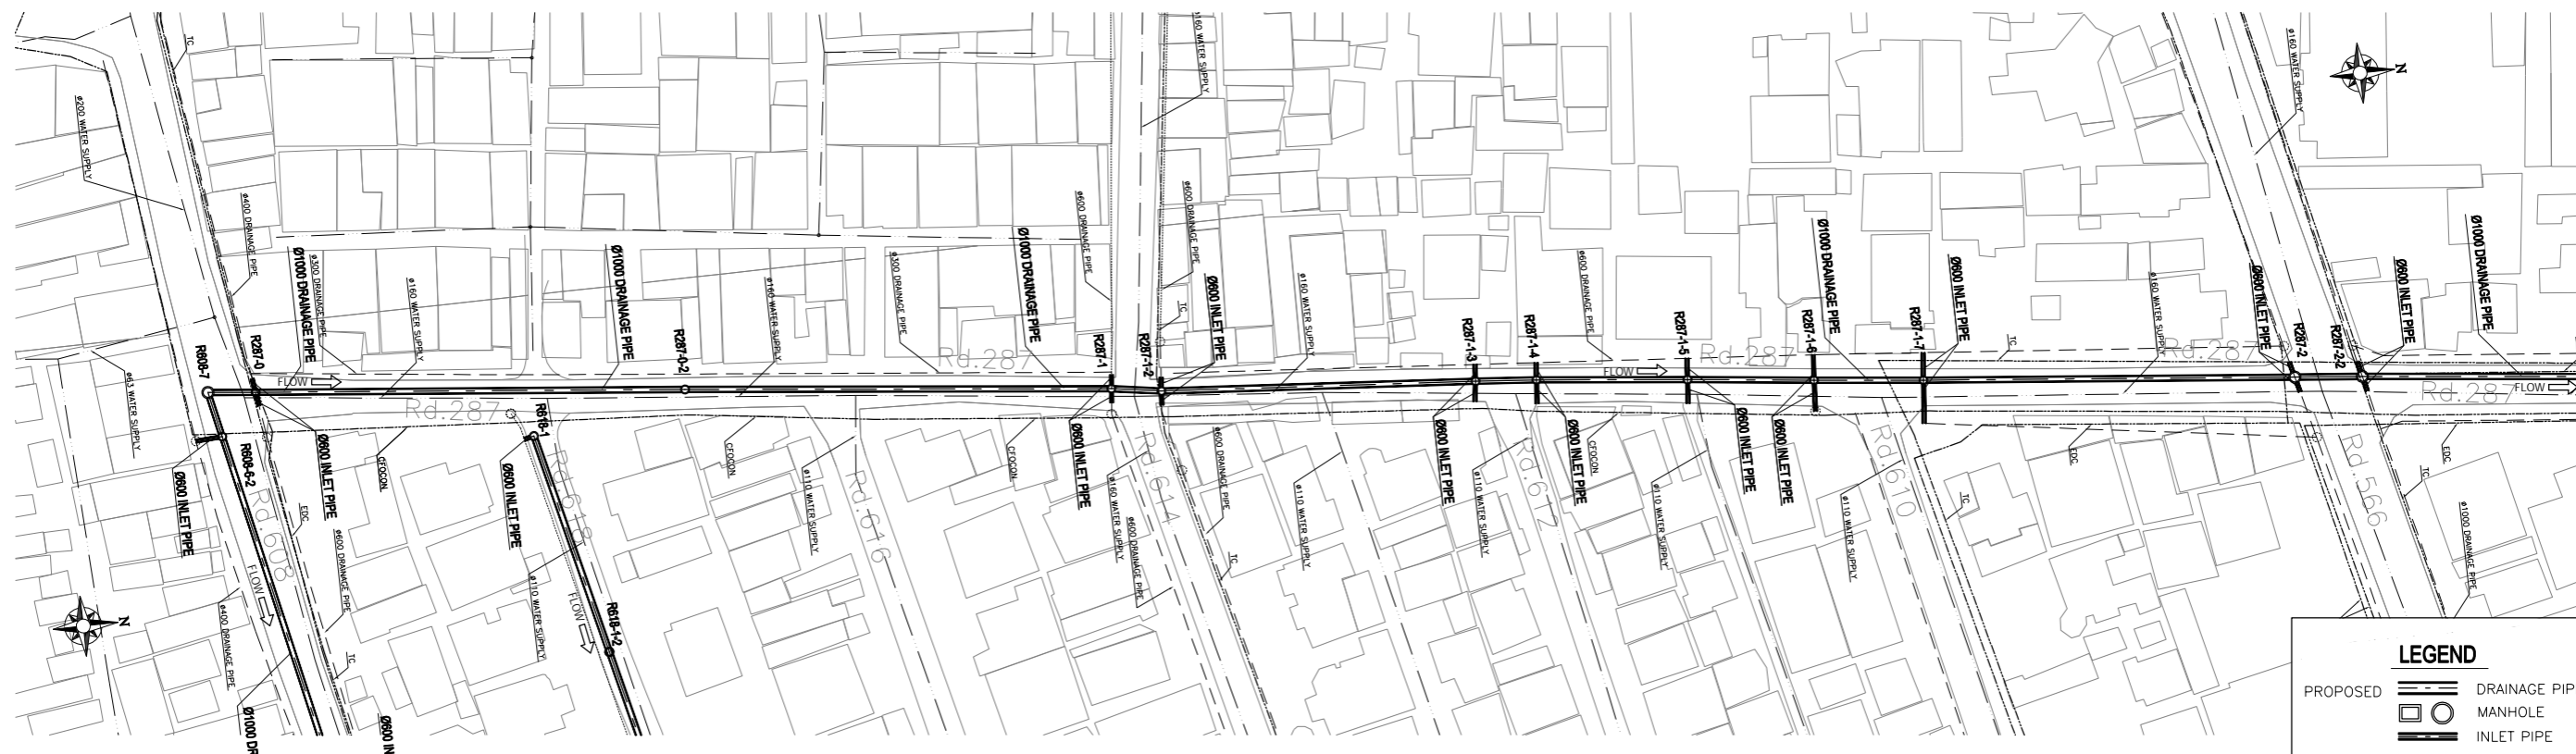 TC
ø160 WATER SUPPLY
ø160 WATER SUPPLY
N
ø200 WATER SUPPLY
ø400 DRAINAGE PIPE
Ø1000 DRAINAGE PIPE
ø300 DRAINAGE PIPE
ø160 WATER SUPPLY
Ø1000 DRAINAGE PIPE
R287-0-2
ø160 WATER SUPPLY
ø300 DRAINAGE PIPE
Ø1000 DRAINAGE PIPE
ø600 DRAINAGE PIPE
R287-1
R287-1-2
ø600 DRAINAGE PIPE
TC
Ø600 INLET PIPE
ø160 WATER SUPPLY
R287-1-3
R287-1-4
ø600 DRAINAGE PIPE
R287-1-5
R287-1-6
Ø1000 DRAINAGE PIPE
R287-1-7
Ø600 INLET PIPE
TC
ø160 WATER SUPPLY
Ø600 INLET PIPE
R287-2
R287-2-2
Ø600 INLET PIPE
Ø1000 DRAINAGE PIPE
Rd.287
Rd.287
Rd.287
R608-7
R287-0
FLOW
FLOW
FLOW
ø63 WATER SUPPLY
Rd.287
Rd.287
R608-6-2
Ø600 INLET PIPE
Rd.608
EDC
Ø600 INLET PIPE
CFOCON
ø600 DRAINAGE PIPE
R618-1
Ø600 INLET PIPE
Rd.618A
CFOCON
ø110 WATER SUPPLY
Rd.616
CFOCON
Ø600 INLET PIPE
ø160 WATER SUPPLY
ø600 DRAINAGE PIPE
Rd.614
ø600 DRAINAGE PIPE
TC
ø110 WATER SUPPLY
Ø600 INLET PIPE
ø110 WATER SUPPLY
Rd.612
Ø600 INLET PIPE
CFOCON
ø110 WATER SUPPLY
Ø600 INLET PIPE
Ø600 INLET PIPE
ø110 WATER SUPPLY
Rd.610
TC
EDC
Rd.566
TC
EDC
ø1000 DRAINAGE PIPE
N
FLOW
ø400 DRAINAGE PIPE
TC
Ø1000 DR
Ø600 IN
ø110 WATER SUPPLY
FLOW
R618-1-2
LEGEND
PROPOSED
DRAINAGE PIP
MANHOLE
INLET PIPE